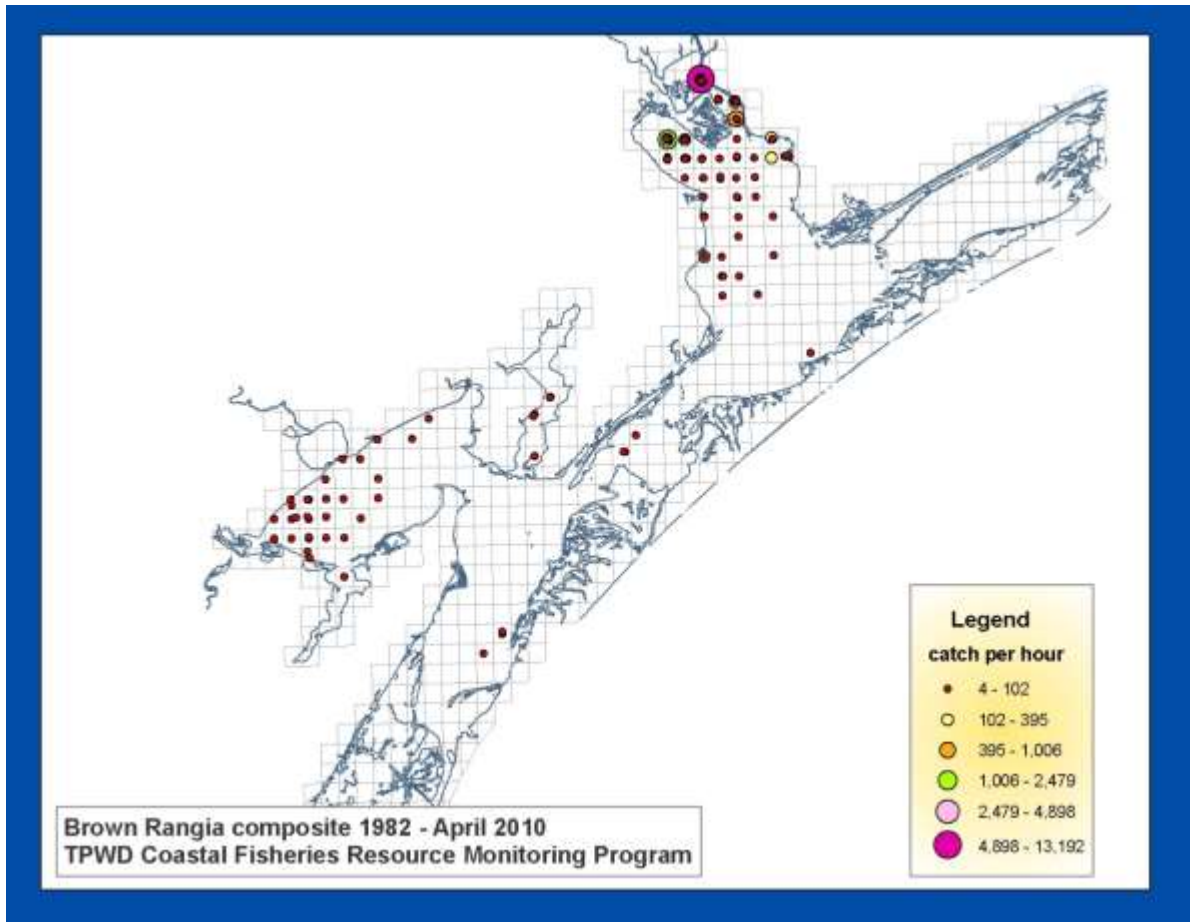 Legend
catch per hour
4 - 102
102 - 395
395 - 1,006
1,006 - 2,479
2,479 - 4,898
4,898 - 13,192
Brown Rangia composite 1982 - April 2010
TPWD Coastal Fisheries Resource Monitoring Program